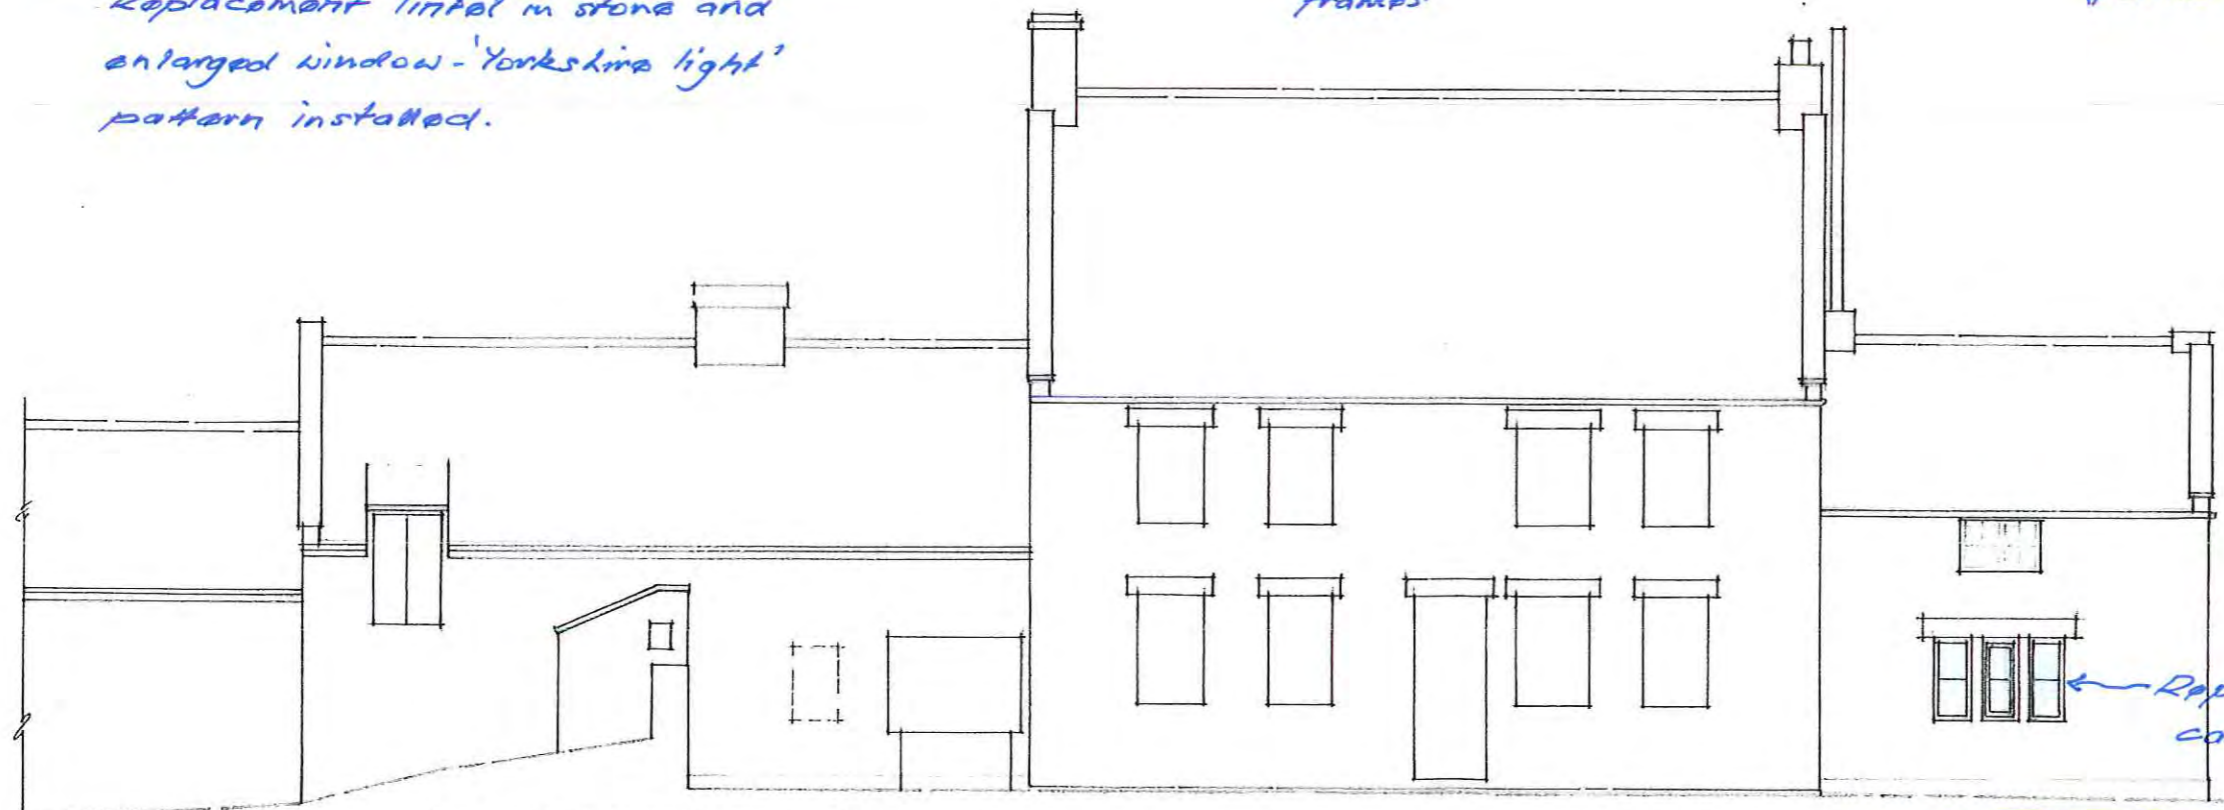 Replacement lintel in stone and
enlarged window - 'Yorkshire light'
pattern installed.
frames